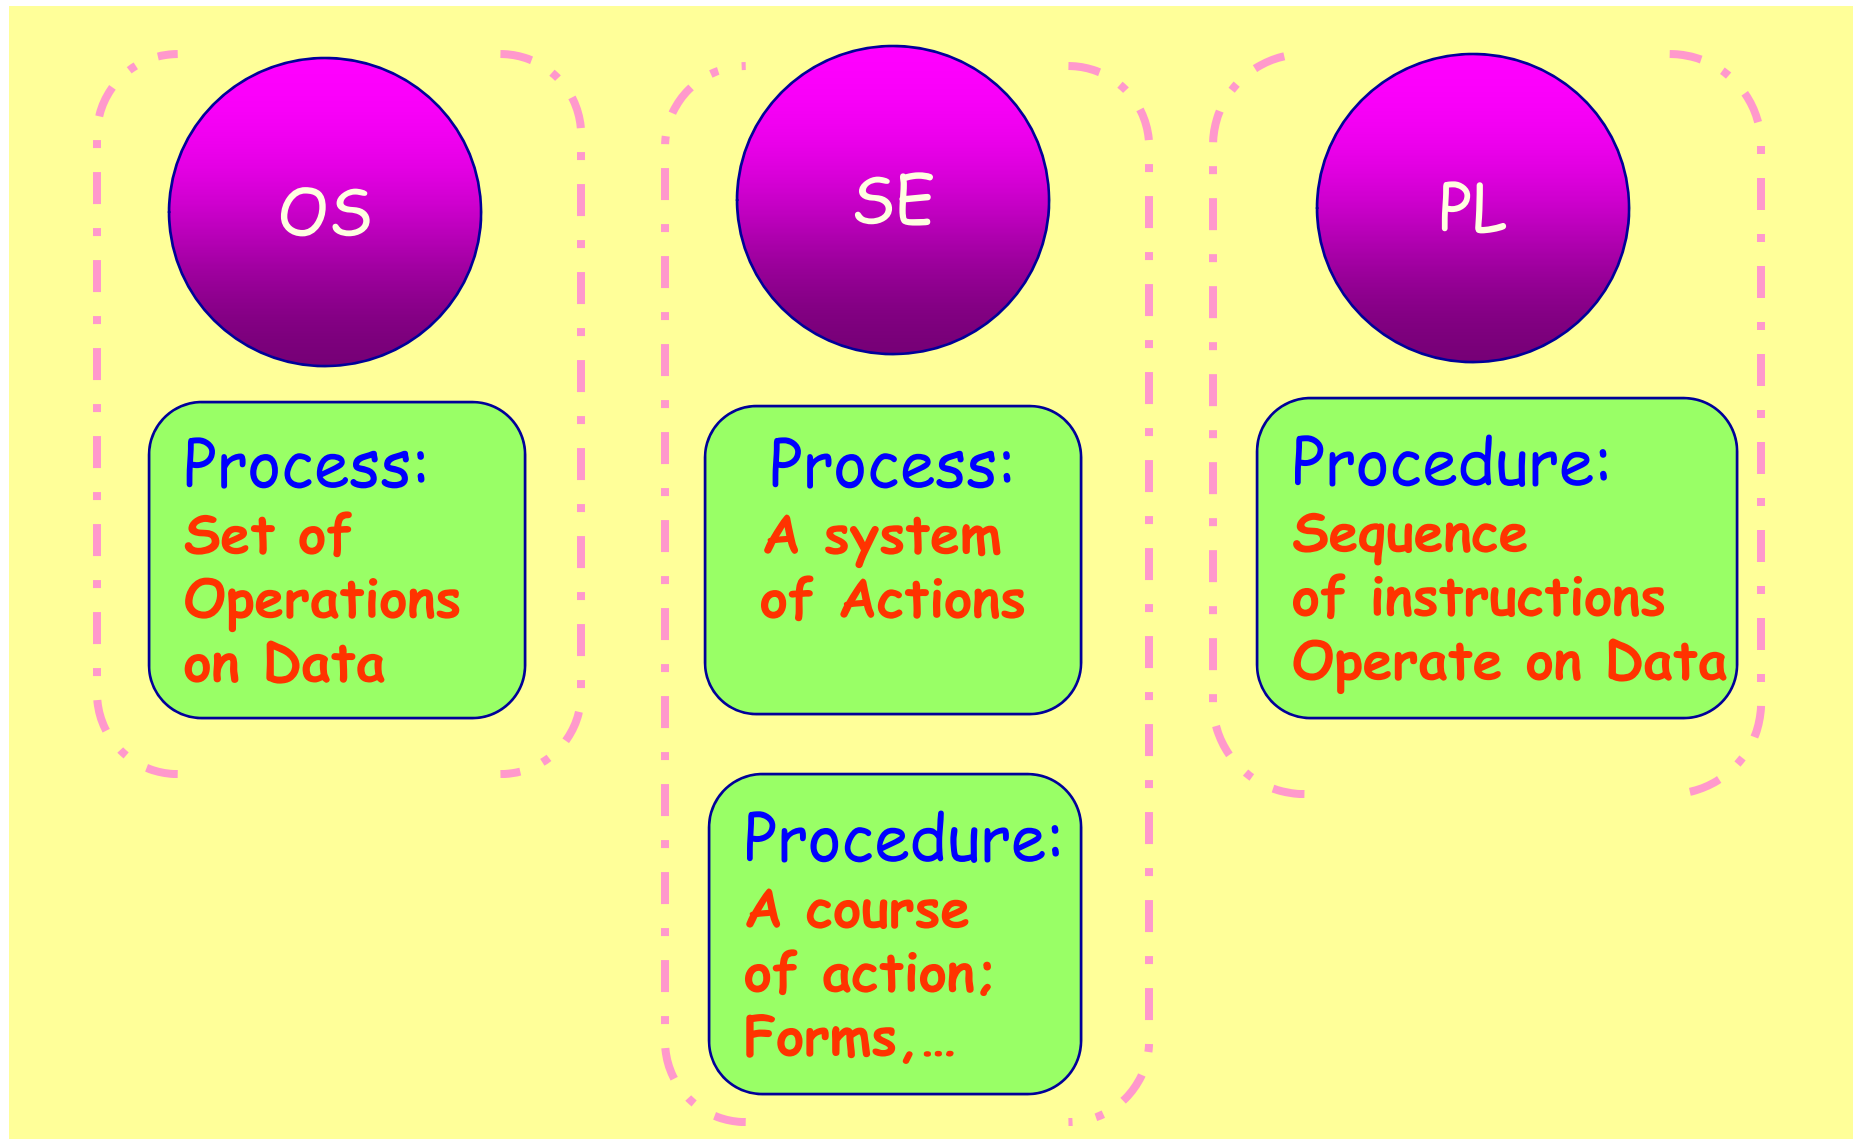 OS
Process:
Set of
Operations
on Data
SE
Process:
A system
of Actions
Procedure:
A course
of action;
Forms,...
PL
Procedure:
Sequence
of instructions
Operate on Data